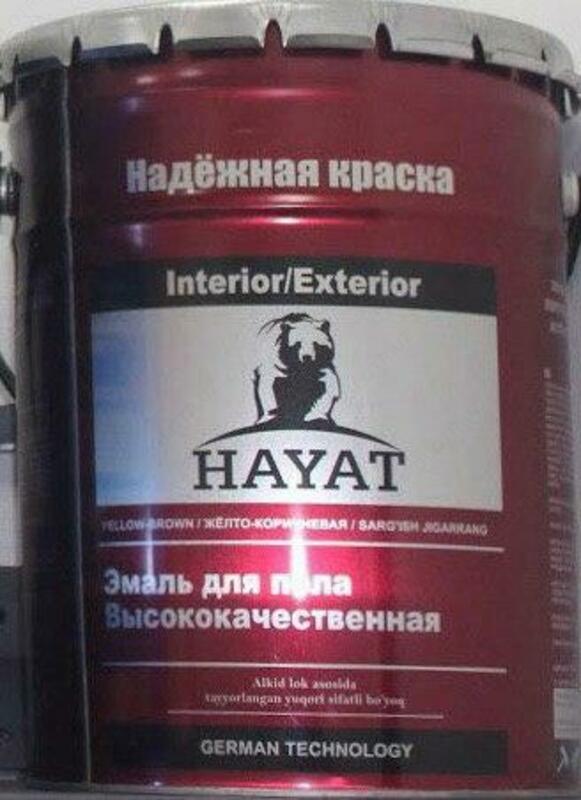 Надёжная краска
Interior/Exterior
HAYAT
YELLOW-BROWN / ЖЁЛТО-КОРИЧНЕВАЯ / SARG'ISH JIGARRANG
Эмаль для пола
Высококачественная
Alkid lok asosida
tayyorlangan yuqori sifatli bo'yoq
GERMAN TECHNOLOGY